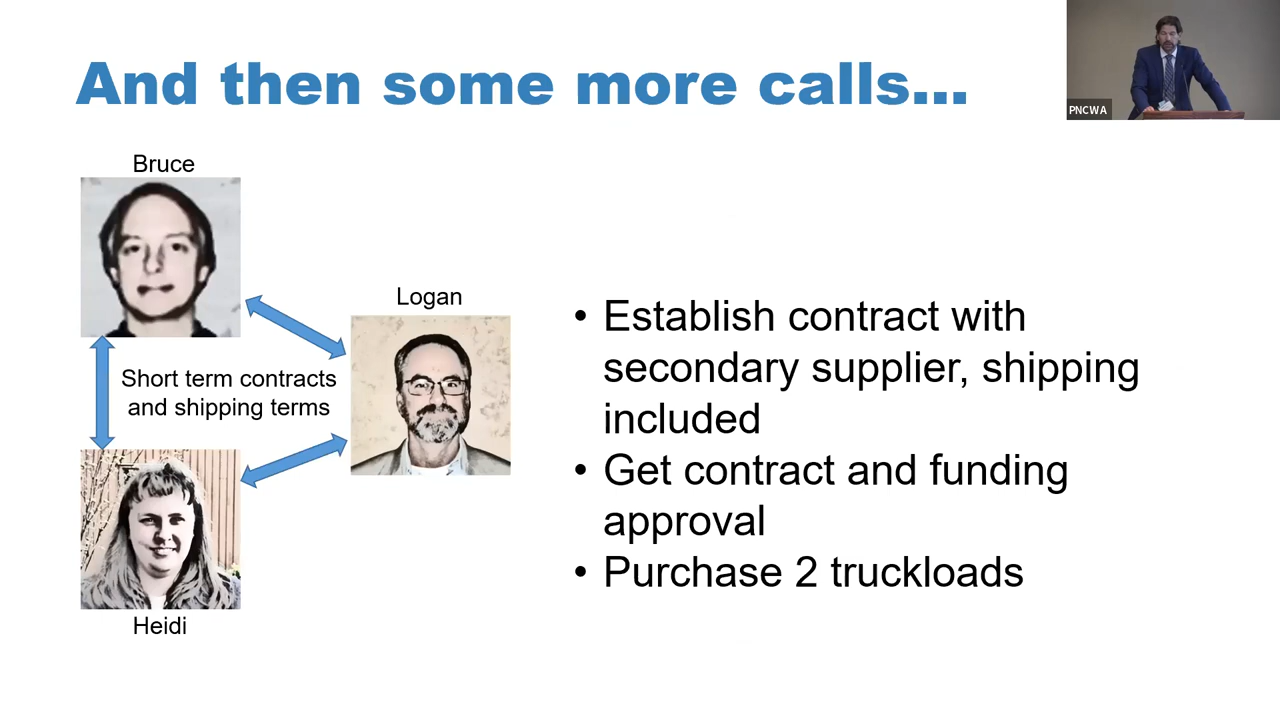 And then some more calls...
PNCWA
Bruce
Logan
Short term contracts
and shipping terms
Heidi
• Establish contract with
secondary supplier, shipping
included
• Get contract and funding
approval
• Purchase 2 truckloads